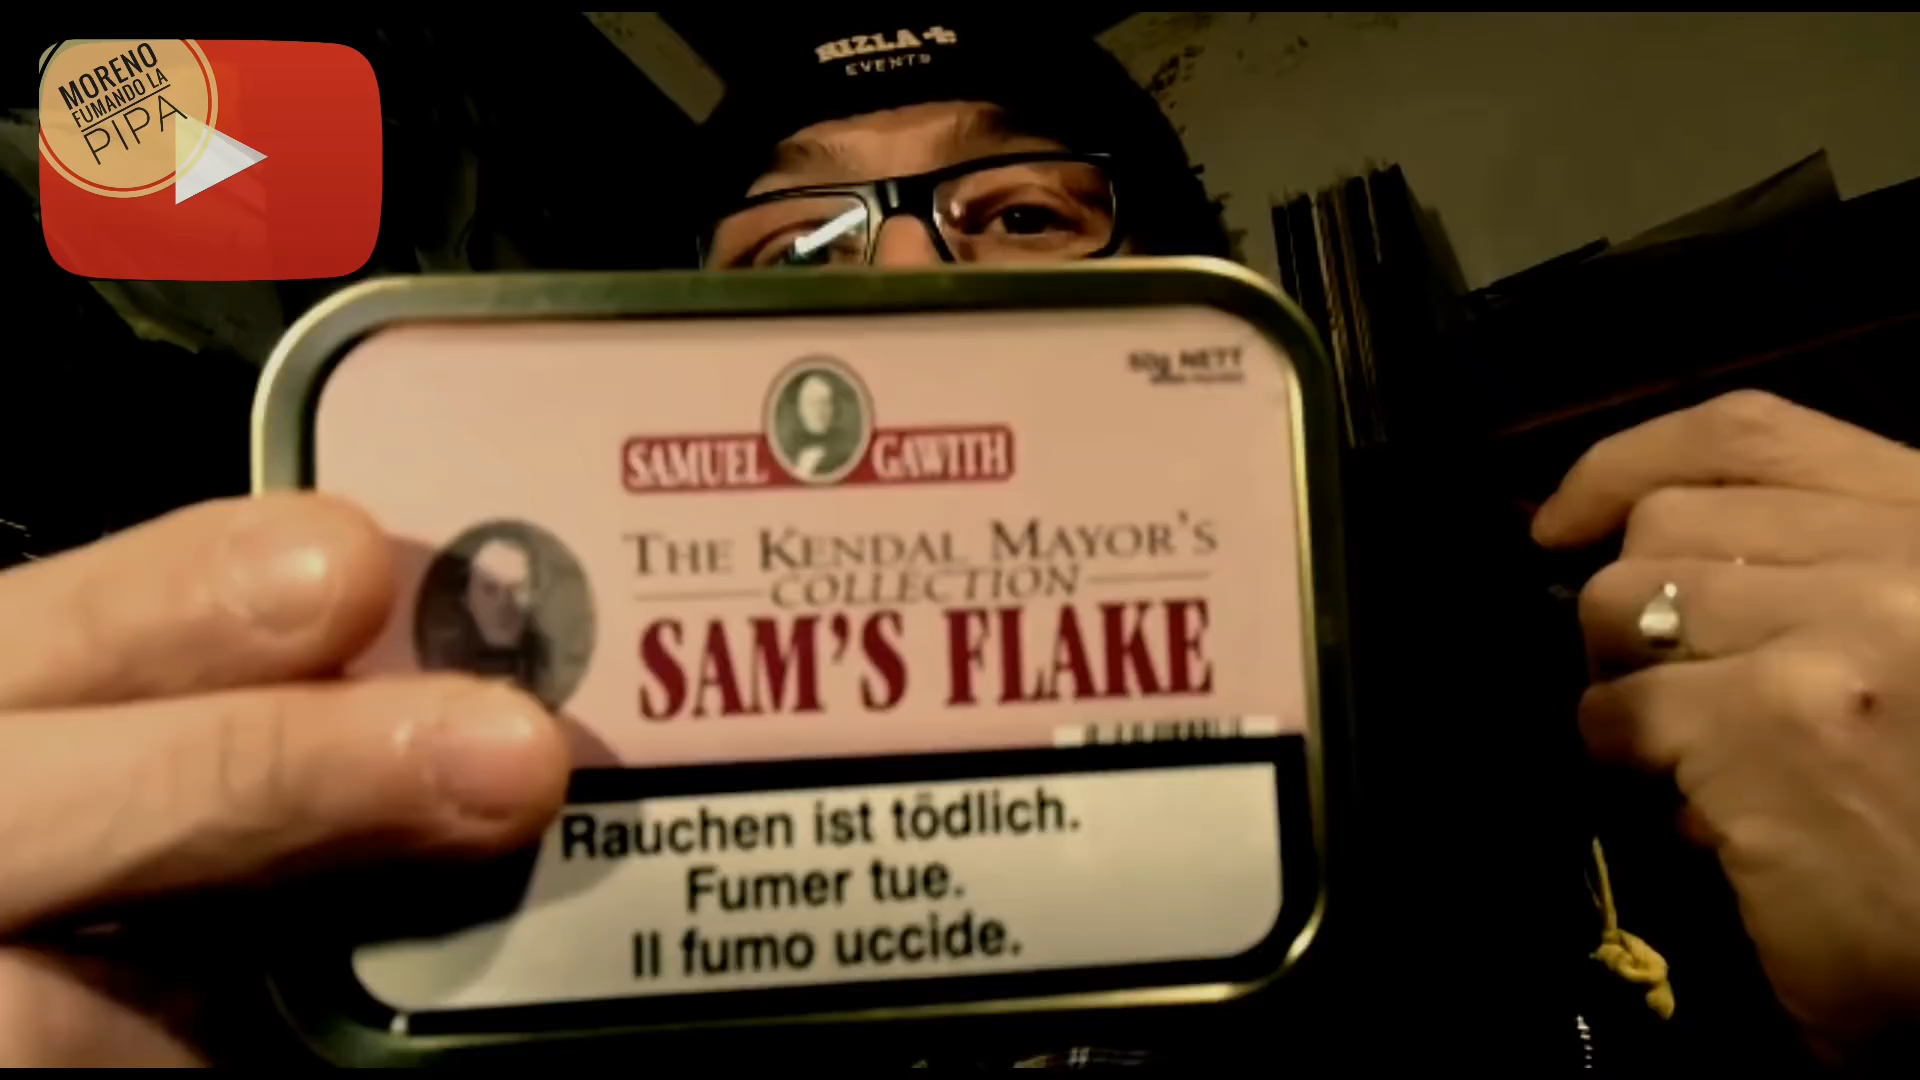 MORENO
FUMANDO LA
PIPA
RIZLA+
EVENTS
50g NETT
SAMUEL GAWITH
THE KENDAL MAYOR'S
COLLECTION
SAM'S FLAKE
Rauchen ist tödlich.
Fumer tue.
Il fumo uccide.